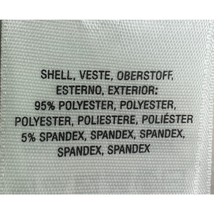 SHELL, VESTE, OBERSTOFF,
ESTERNO, EXTERIOR:
95% POLYESTER, POLYESTER,
POLYESTER, POLIESTERE, POLIÉSTER
5% SPANDEX, SPANDEX, SPANDEX,
SPANDEX, SPANDEX